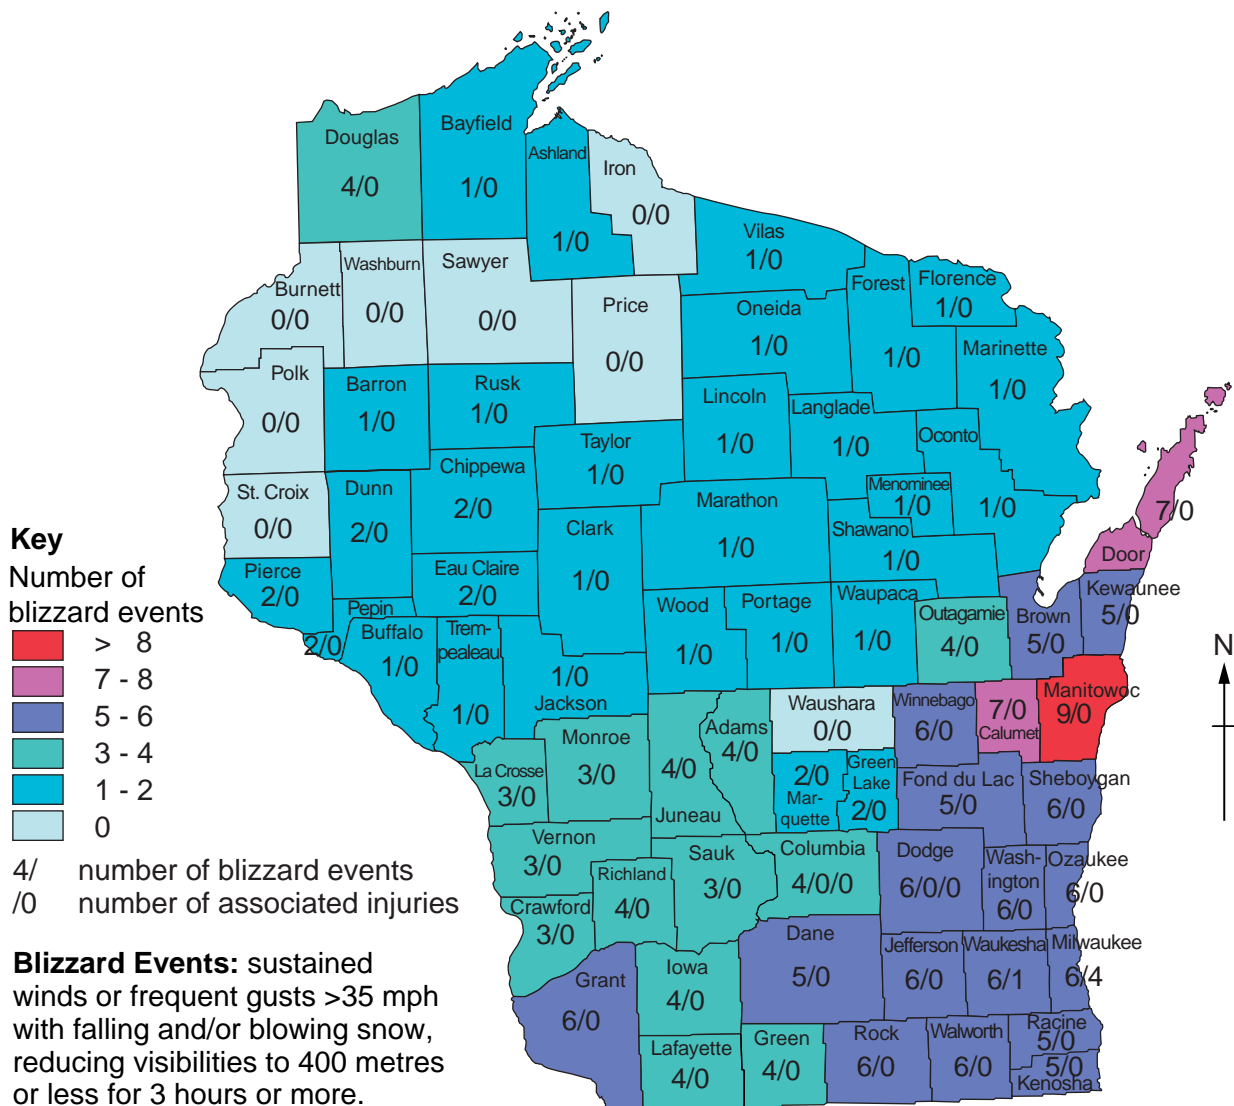 Douglas
4/0
Bayfield
1/0
Ashland
1/0
Iron
0/0
Vilas
1/0
Burnett
0/0
Washburn
0/0
Sawyer
0/0
Price
0/0
Oneida
1/0
Forest
1/0
Florence
1/0
Marinette
1/0
Polk
0/0
Barron
1/0
Rusk
1/0
Lincoln
1/0
Langlade
1/0
Oconto
1/0
Taylor
1/0
Chippewa
2/0
St. Croix
0/0
Dunn
2/0
Clark
1/0
Marathon
1/0
Menominee
1/0
Shawano
1/0
7/0
Door
Pierce
2/0
Pepin
2/0
Eau Claire
2/0
Buffalo
1/0
Trem-
pealeau
1/0
1/0
Jackson
Wood
1/0
Portage
1/0
Waupaca
1/0
Outagamie
4/0
Brown
5/0
Kewaunee
5/0
N
Monroe
3/0
La Crosse
3/0
4/0
Juneau
Adams
4/0
Waushara
0/0
Winnebago
6/0
7/0
Calumet
Manitowoc
9/0
2/0
Mar-
quette
Green
Lake
2/0
Fond du Lac
5/0
Sheboygan
6/0
Vernon
3/0
Richland
4/0
Sauk
3/0
Columbia
4/0/0
Dodge
6/0/0
Wash-
ington
6/0
Ozaukee
6/0
Crawford
3/0
Grant
6/0
Iowa
4/0
Dane
5/0
Jefferson
6/0
Waukesha
6/1
Milwaukee
6/4
Lafayette
4/0
Green
4/0
Rock
6/0
Walworth
6/0
Racine
5/0
5/0
Kenosha
Key
Number of
blizzard events
> 8
7 - 8
5 - 6
3 - 4
1 - 2
0
4/ number of blizzard events
/0 number of associated injuries
Blizzard Events: sustained
winds or frequent gusts >35 mph
with falling and/or blowing snow,
reducing visibilities to 400 metres
or less for 3 hours or more.